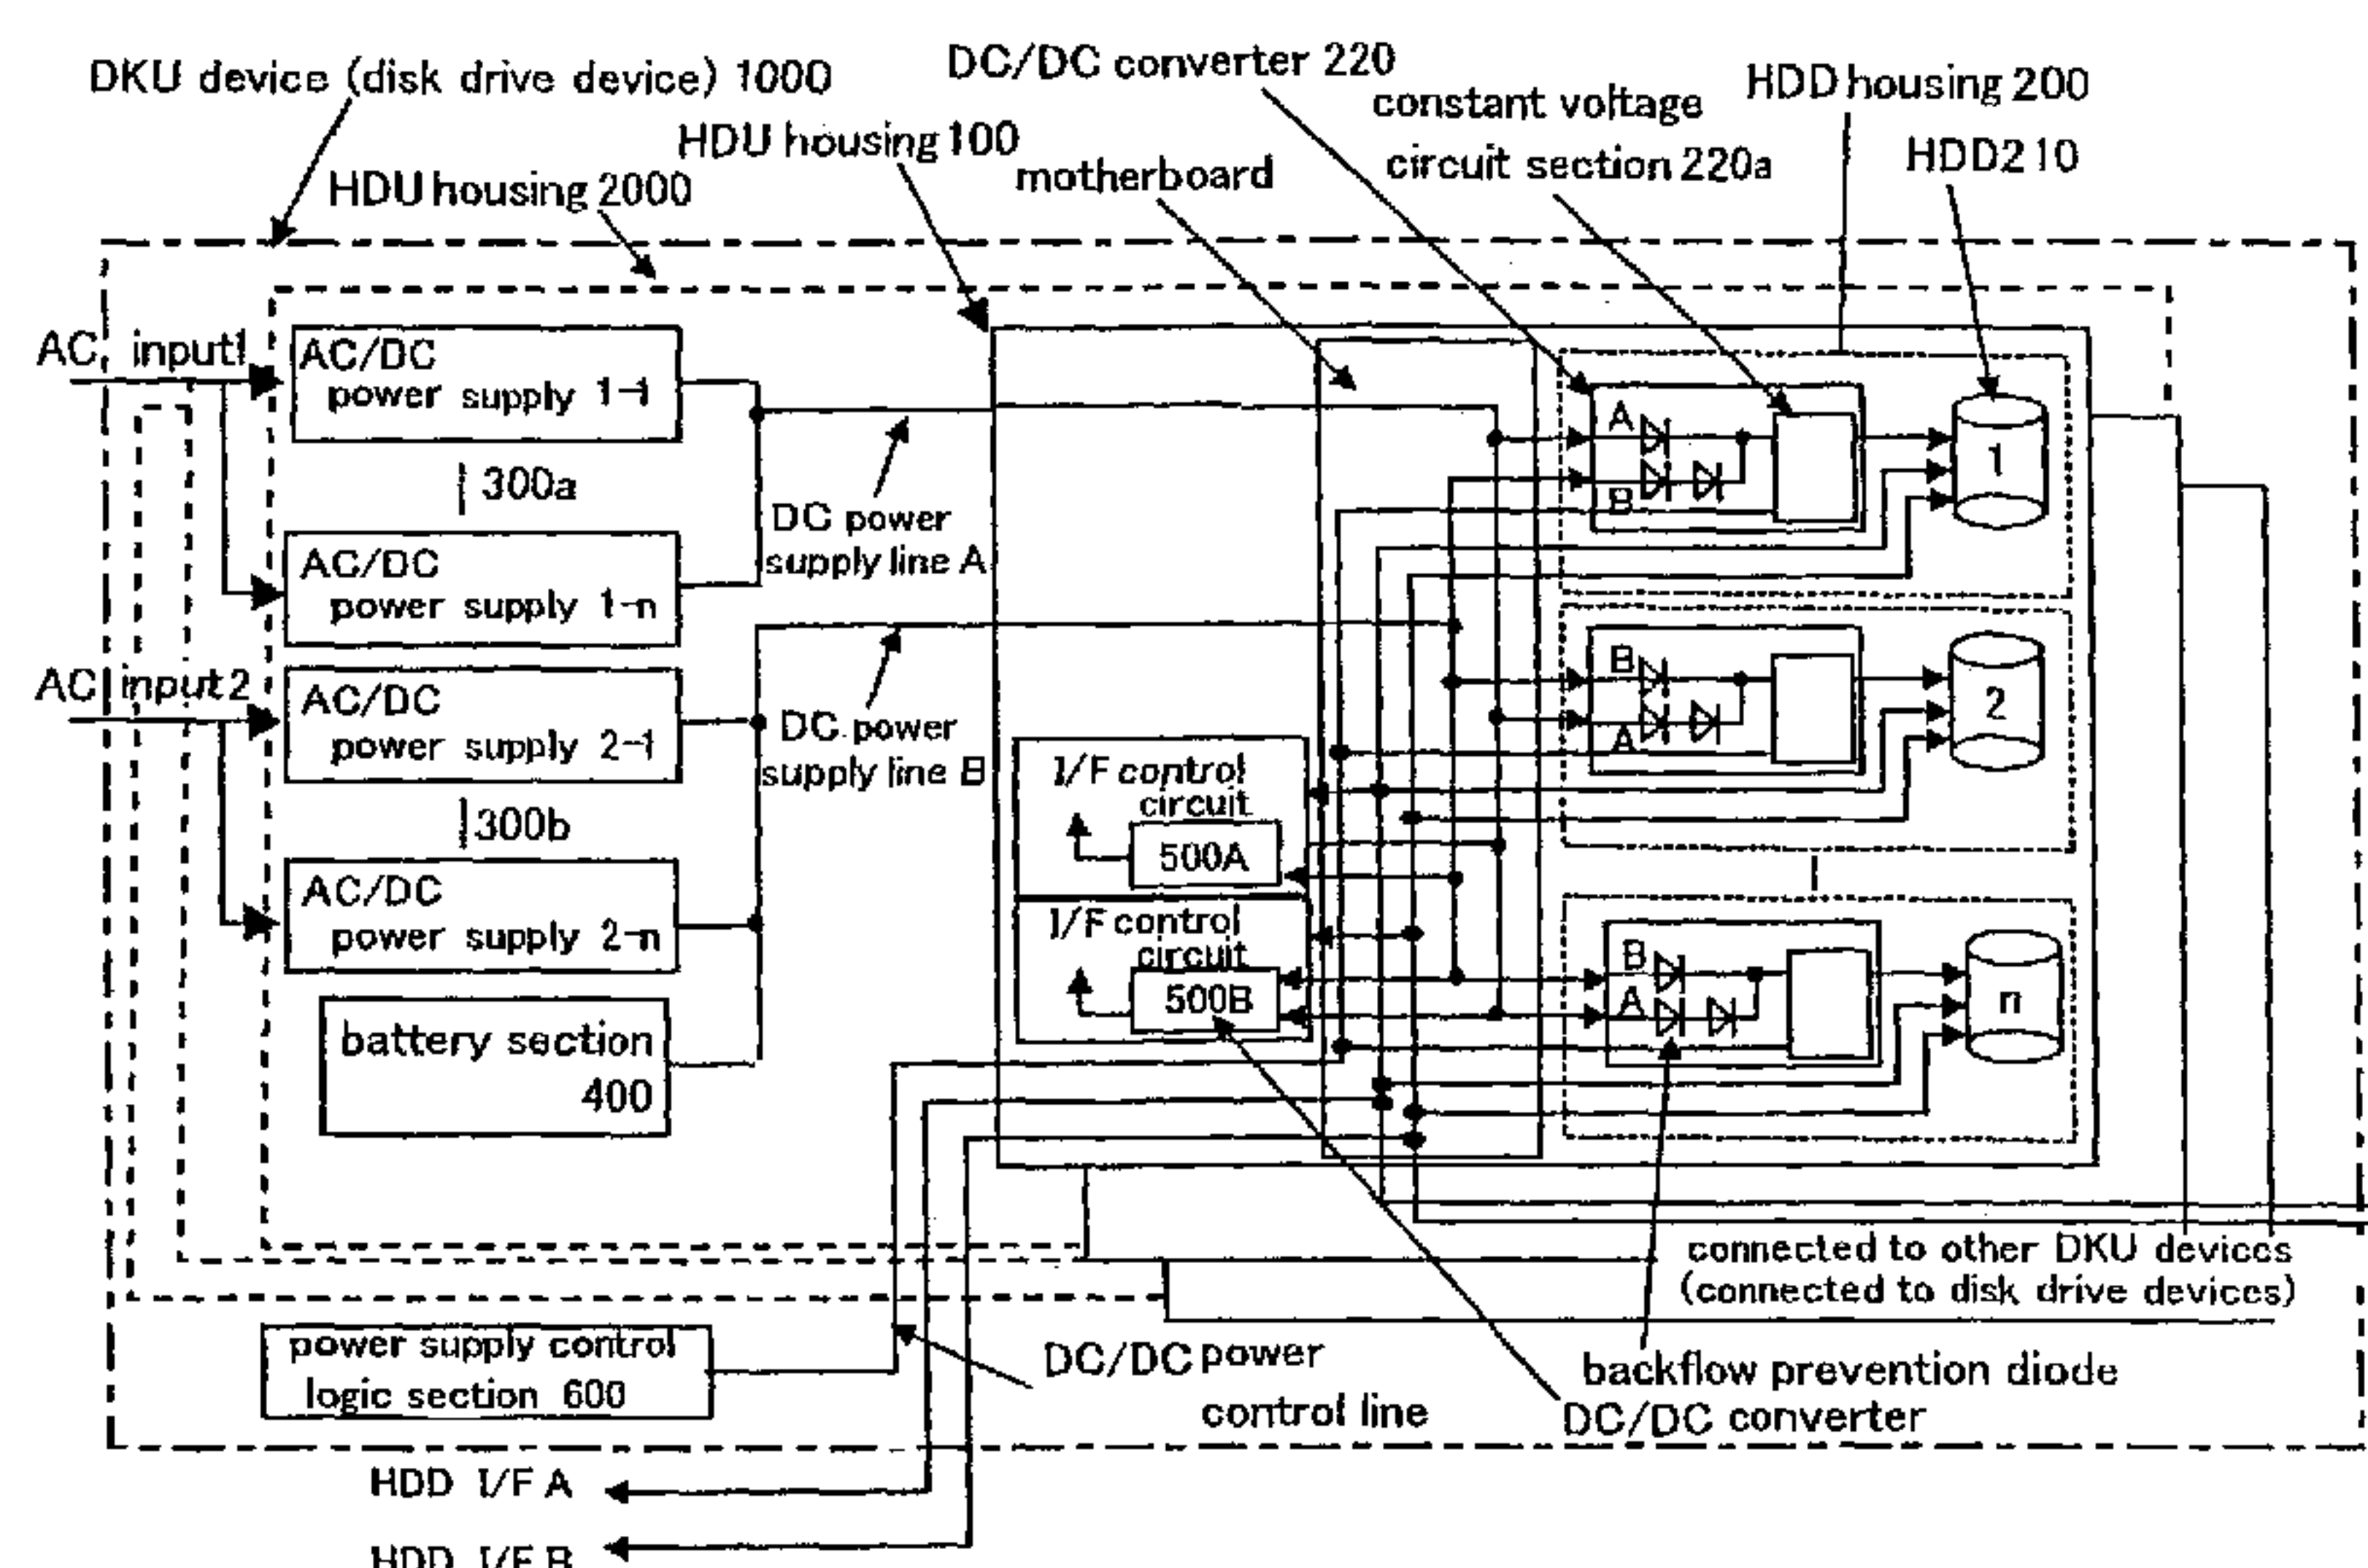 DKU device (disk drive device) 1000
DC/DC converter 220
HDD housing 200
constant voltage
circuit section 220a
HDU housing 100
HDD210
motherboard
HDU housing 2000
AC input1
AC/DC
power supply 1-1
300a
AC/DC
power supply 1-n
DC power
supply line A
AC input2
AC/DC
power supply 2-1
DC power
supply line B
300b
AC/DC
power supply 2-n
battery section
400
I/F control
circuit
500A
I/F control
circuit
500B
A
B
1
B
A
2
B
A
n
connected to other DKU devices
(connected to disk drive devices)
power supply control
logic section 600
DC/DC power
control line
backflow prevention diode
DC/DC converter
HDD I/F A
HDD I/F B